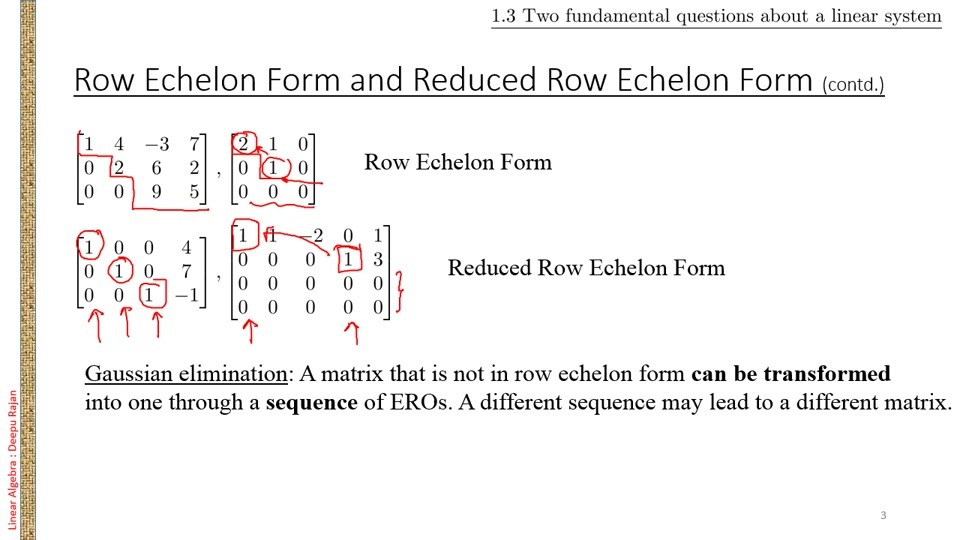 1.3 Two fundamental questions about a linear system
Row Echelon Form and Reduced Row Echelon Form (contd.)
[1 4 −3 7] [2 1 0]
[0 2 6 2] , [0 1 0] Row Echelon Form
[0 0 9 5] [0 0 0]
[1 0 0 4] [1 1 −2 0 1]
[0 1 0 7] , [0 0 0 1 3] Reduced Row Echelon Form
[0 0 1 −1] [0 0 0 0 0]
[0 0 0 0 0]
Gaussian elimination: A matrix that is not in row echelon form can be transformed
into one through a sequence of EROs. A different sequence may lead to a different matrix.
Linear Algebra : Deepu Rajan
3